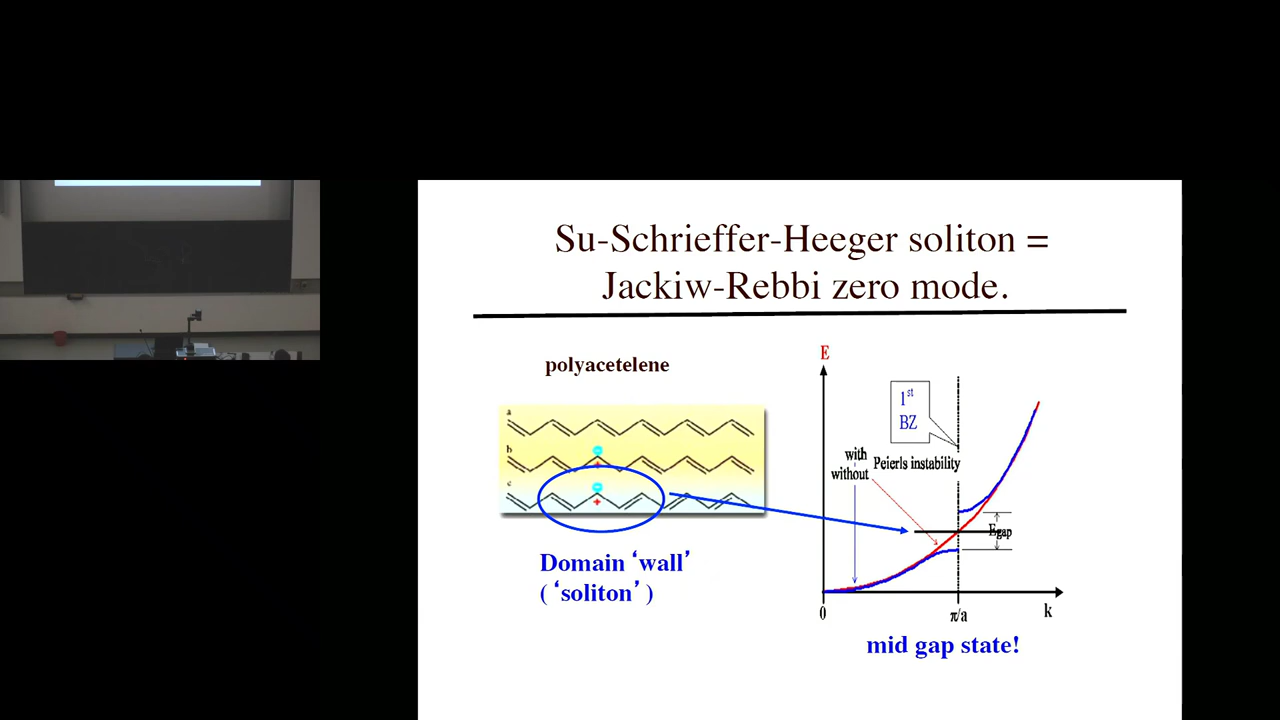 Su-Schrieffer-Heeger soliton =
Jackiw-Rebbi zero mode.
polyacetelene
a
b
c
Domain ‘wall’
( ‘soliton’ )
E
1st
BZ
with
without
Peierls instability
Egap
0
π/a
k
mid gap state!